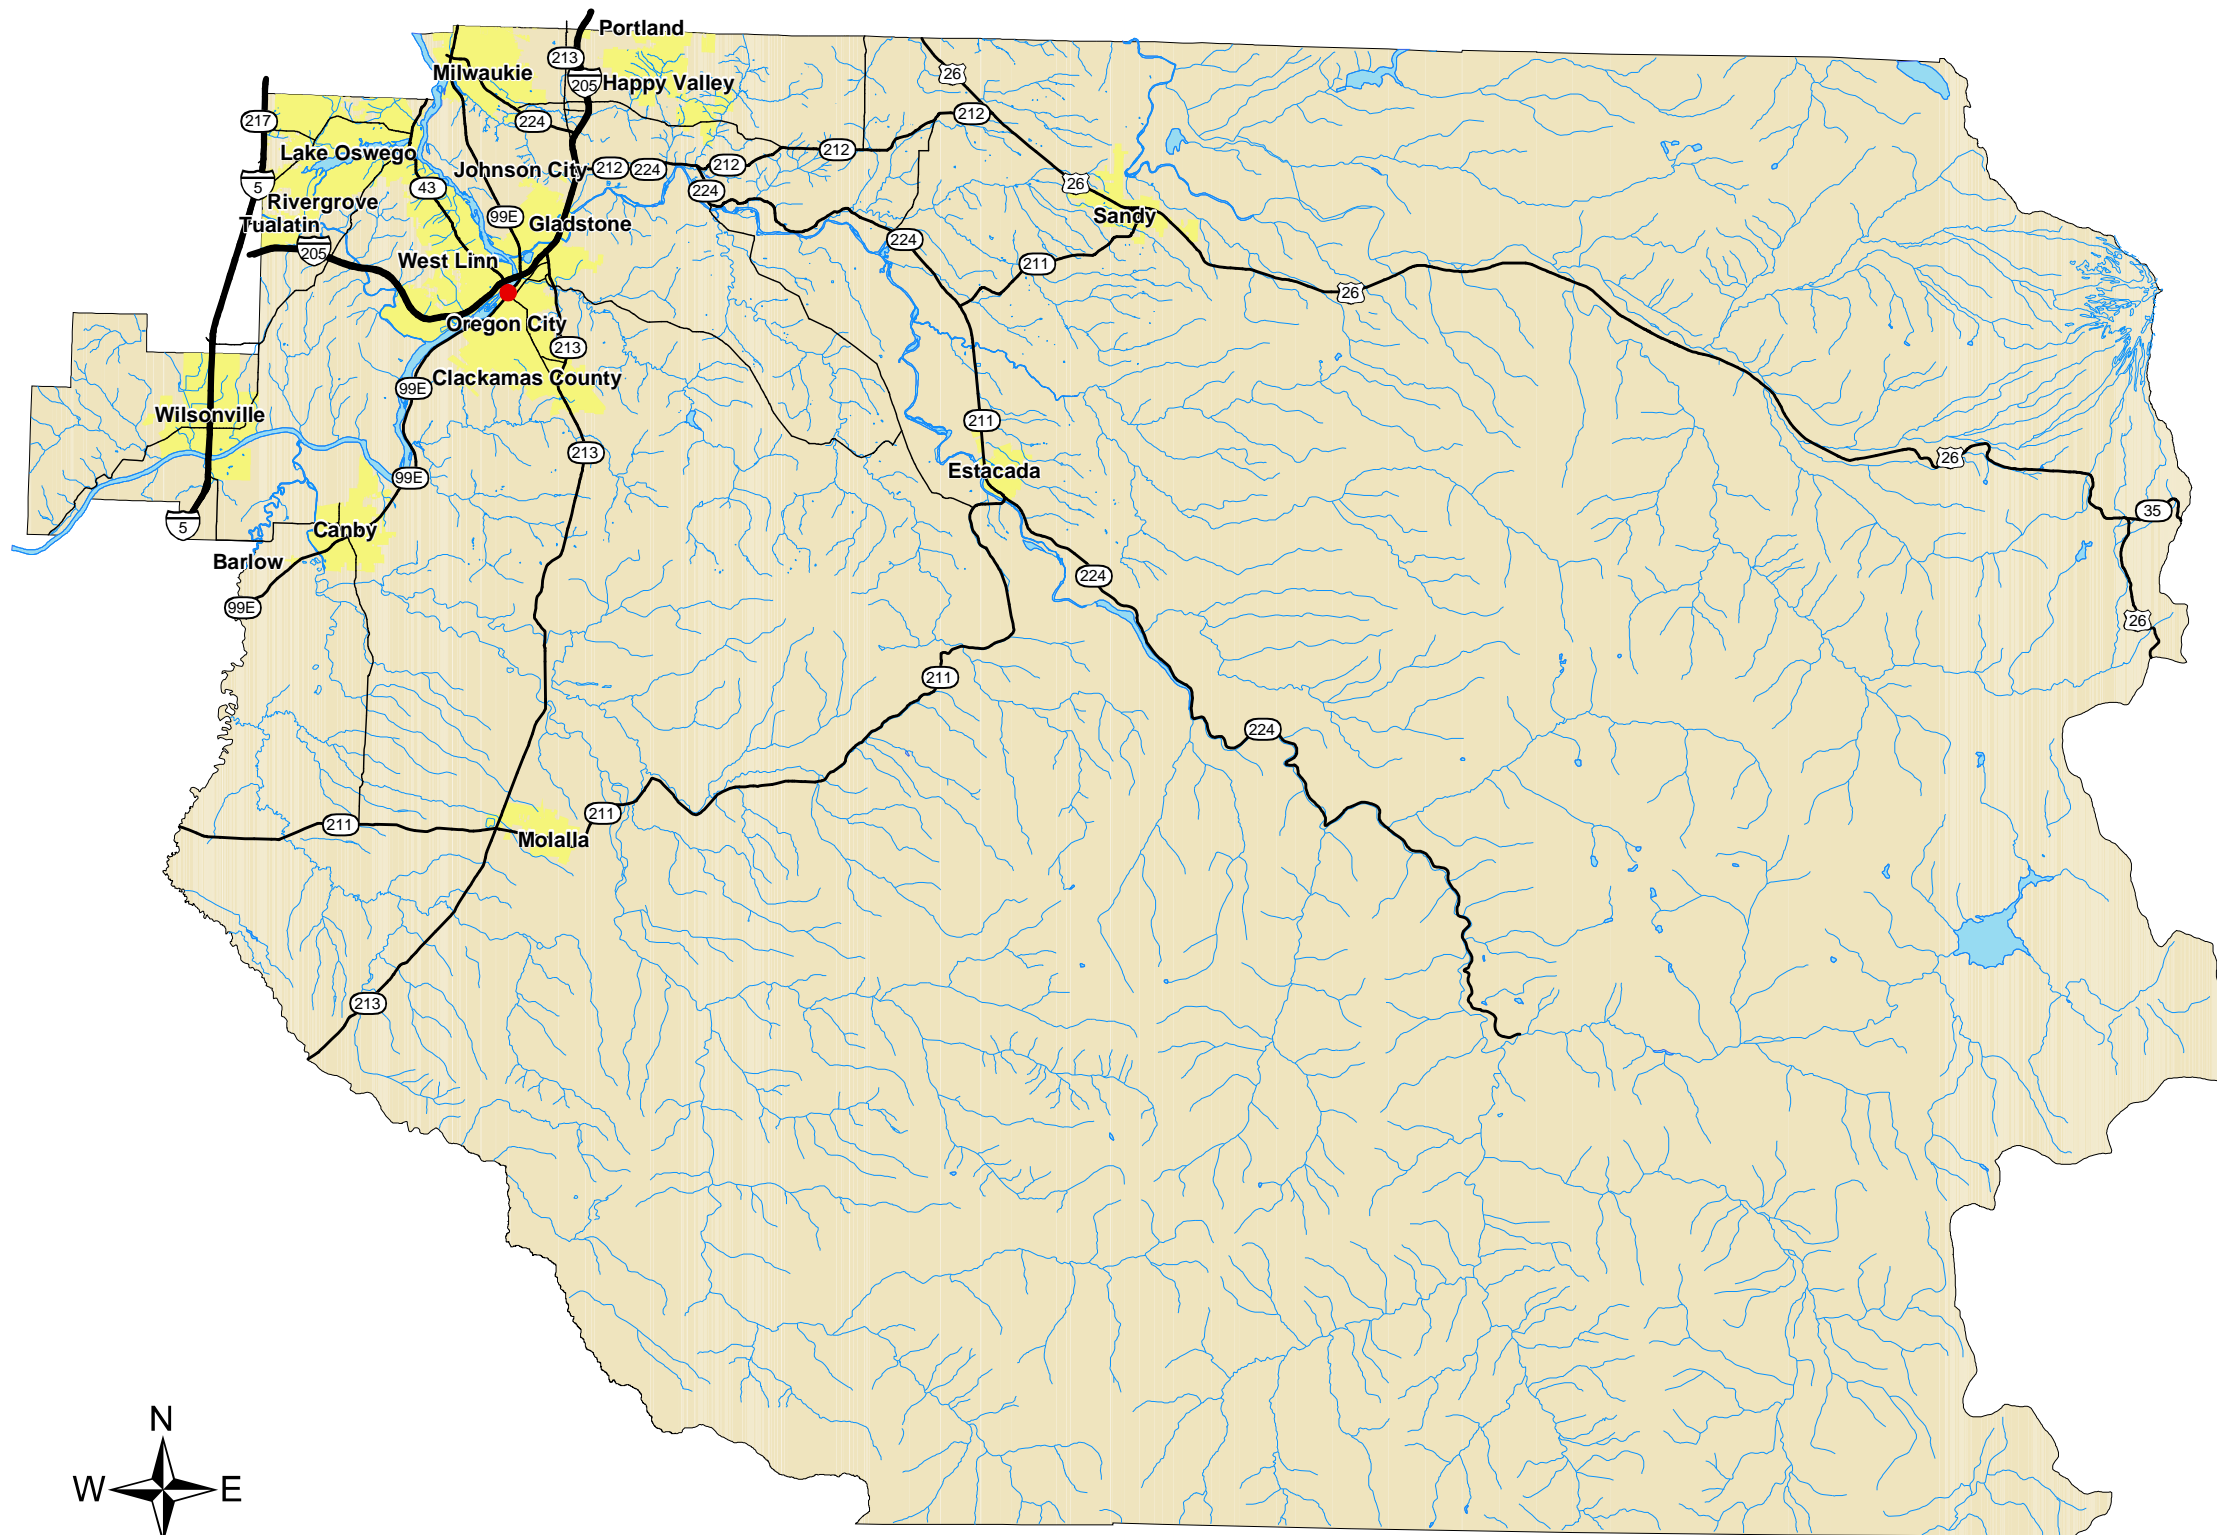 Portland
213
Milwaukie
26
205
Happy Valley
217
224
212
Lake Oswego
212
Johnson City
212
224
212
5
43
224
26
Rivergrove
99E
Sandy
Tualatin
Gladstone
224
205
West Linn
211
26
Oregon City
213
Clackamas County
99E
Wilsonville
211
213
26
Estacada
99E
35
5
Canby
Barlow
224
99E
26
211
224
211
211
Molalla
213
N
W
E